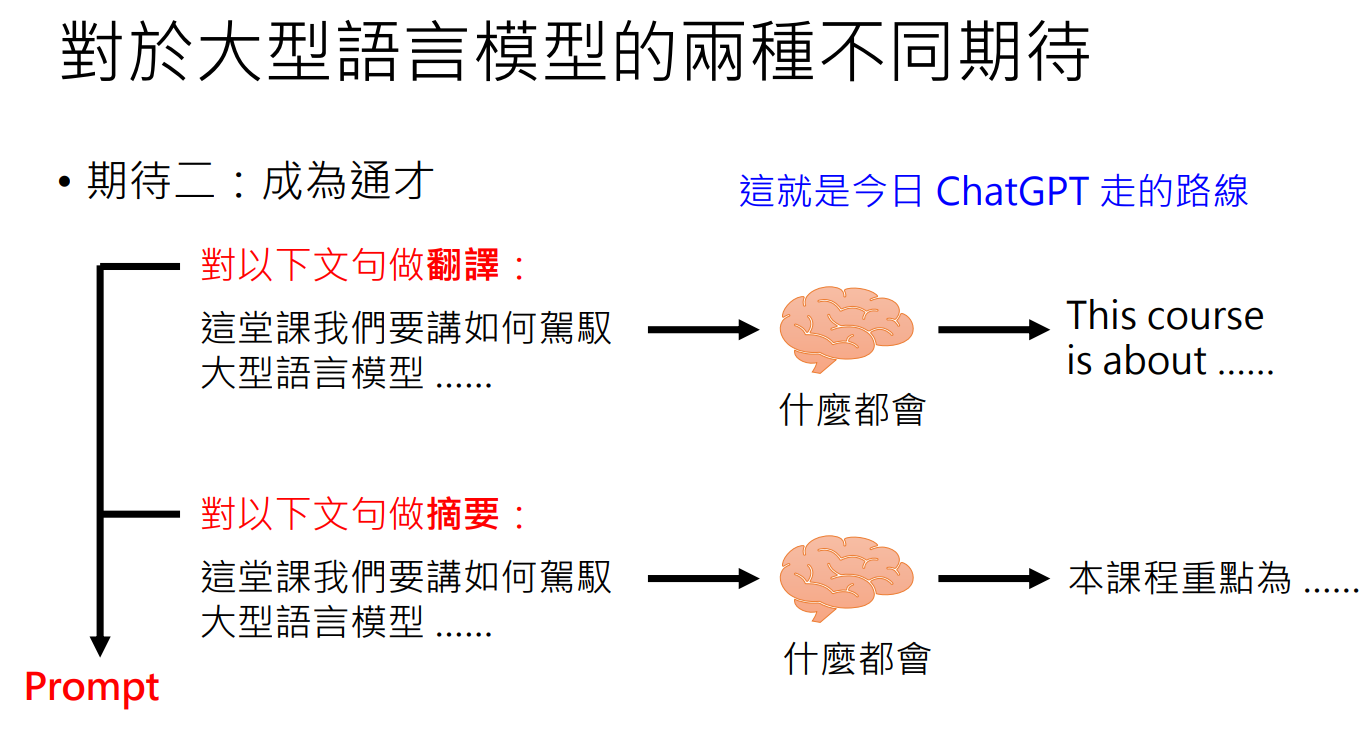 對於大型語言模型的兩種不同期待
• 期待二：成為通才
這就是今日 ChatGPT 走的路線
對以下文句做翻譯：
這堂課我們要講如何駕馭
大型語言模型 ……
什麼都會
This course
is about ……
對以下文句做摘要：
這堂課我們要講如何駕馭
大型語言模型 ……
什麼都會
本課程重點為 ……
Prompt